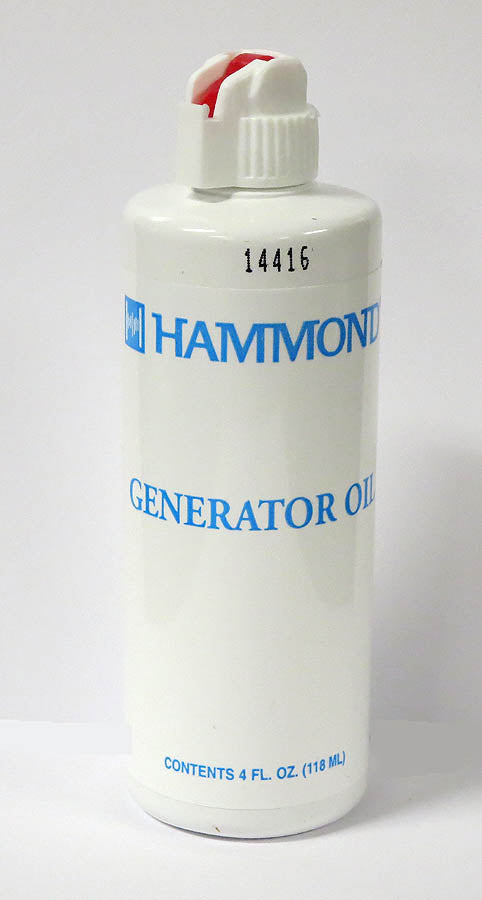 14416
HAMMOND
GENERATOR OIL
CONTENTS 4 FL. OZ. (118 ML)